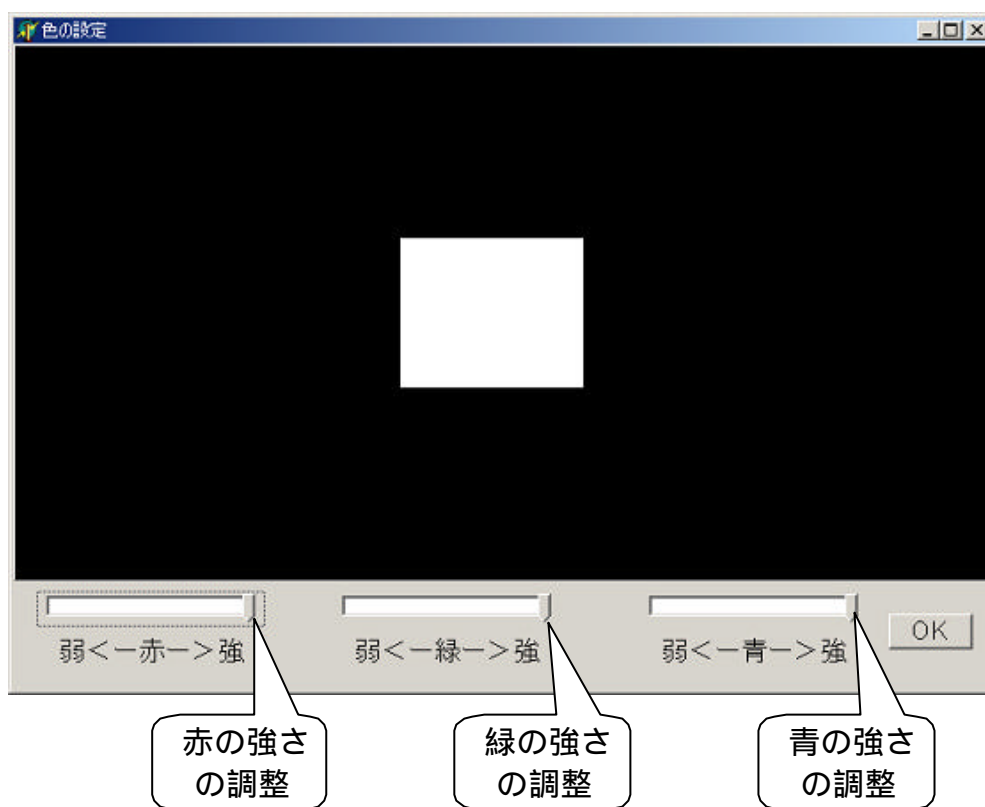 色の設定
弱<ー赤ー>強
弱<ー緑ー>強
弱<ー青ー>強
OK
赤の強さ
の調整
緑の強さ
の調整
青の強さ
の調整